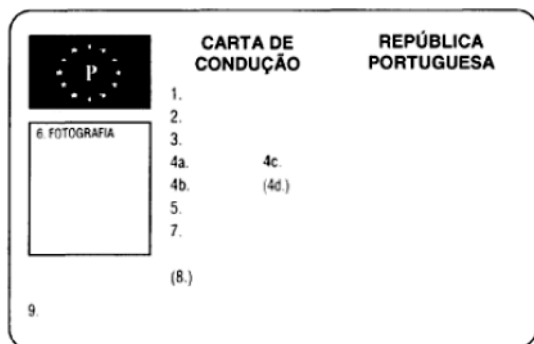 P
CARTA DE
CONDUÇÃO
REPÚBLICA
PORTUGUESA
6. FOTOGRAFIA
1.
2.
3.
4a. 4c.
4b. (4d.)
5.
7.
(8.)
9.